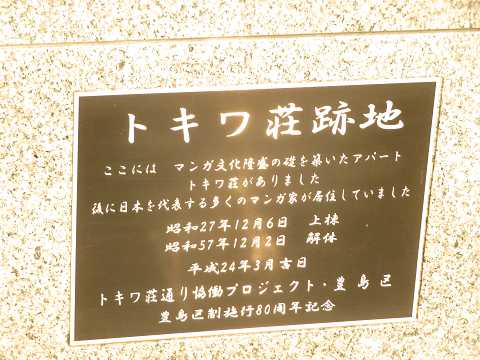 トキワ荘跡地
ここには マンガ文化隆盛の礎を築いたアパート
トキワ荘がありました
後に日本を代表する多くのマンガ家が居住していました
昭和27年12月6日 上棟
昭和57年12月2日 解体
平成24年3月吉日
トキワ荘通り協働プロジェクト・豊島区
豊島区制施行80周年記念